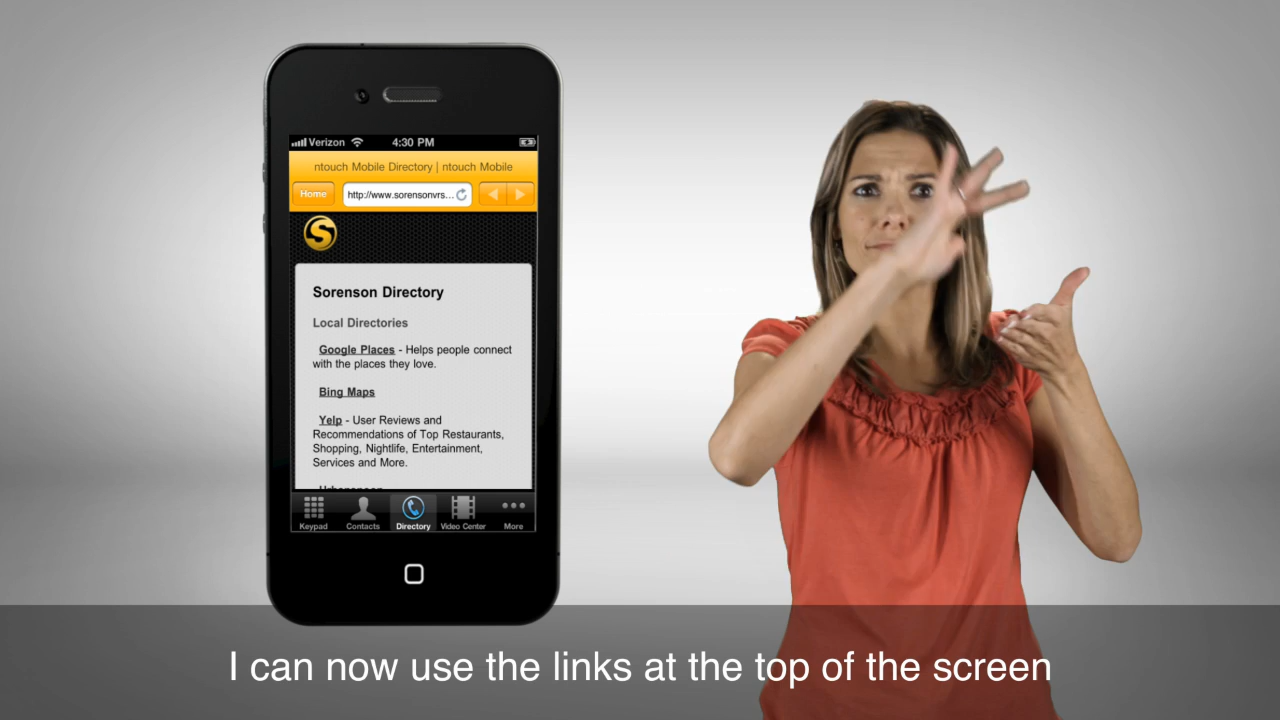 Verizon 4:30 PM
ntouch Mobile Directory | ntouch Mobile
Home http://www.sorensonvrs...
S
Sorenson Directory
Local Directories
Google Places - Helps people connect
with the places they love.
Bing Maps
Yelp - User Reviews and
Recommendations of Top Restaurants,
Shopping, Nightlife, Entertainment,
Services and More.
Keypad Contacts Directory Video Center More
I can now use the links at the top of the screen